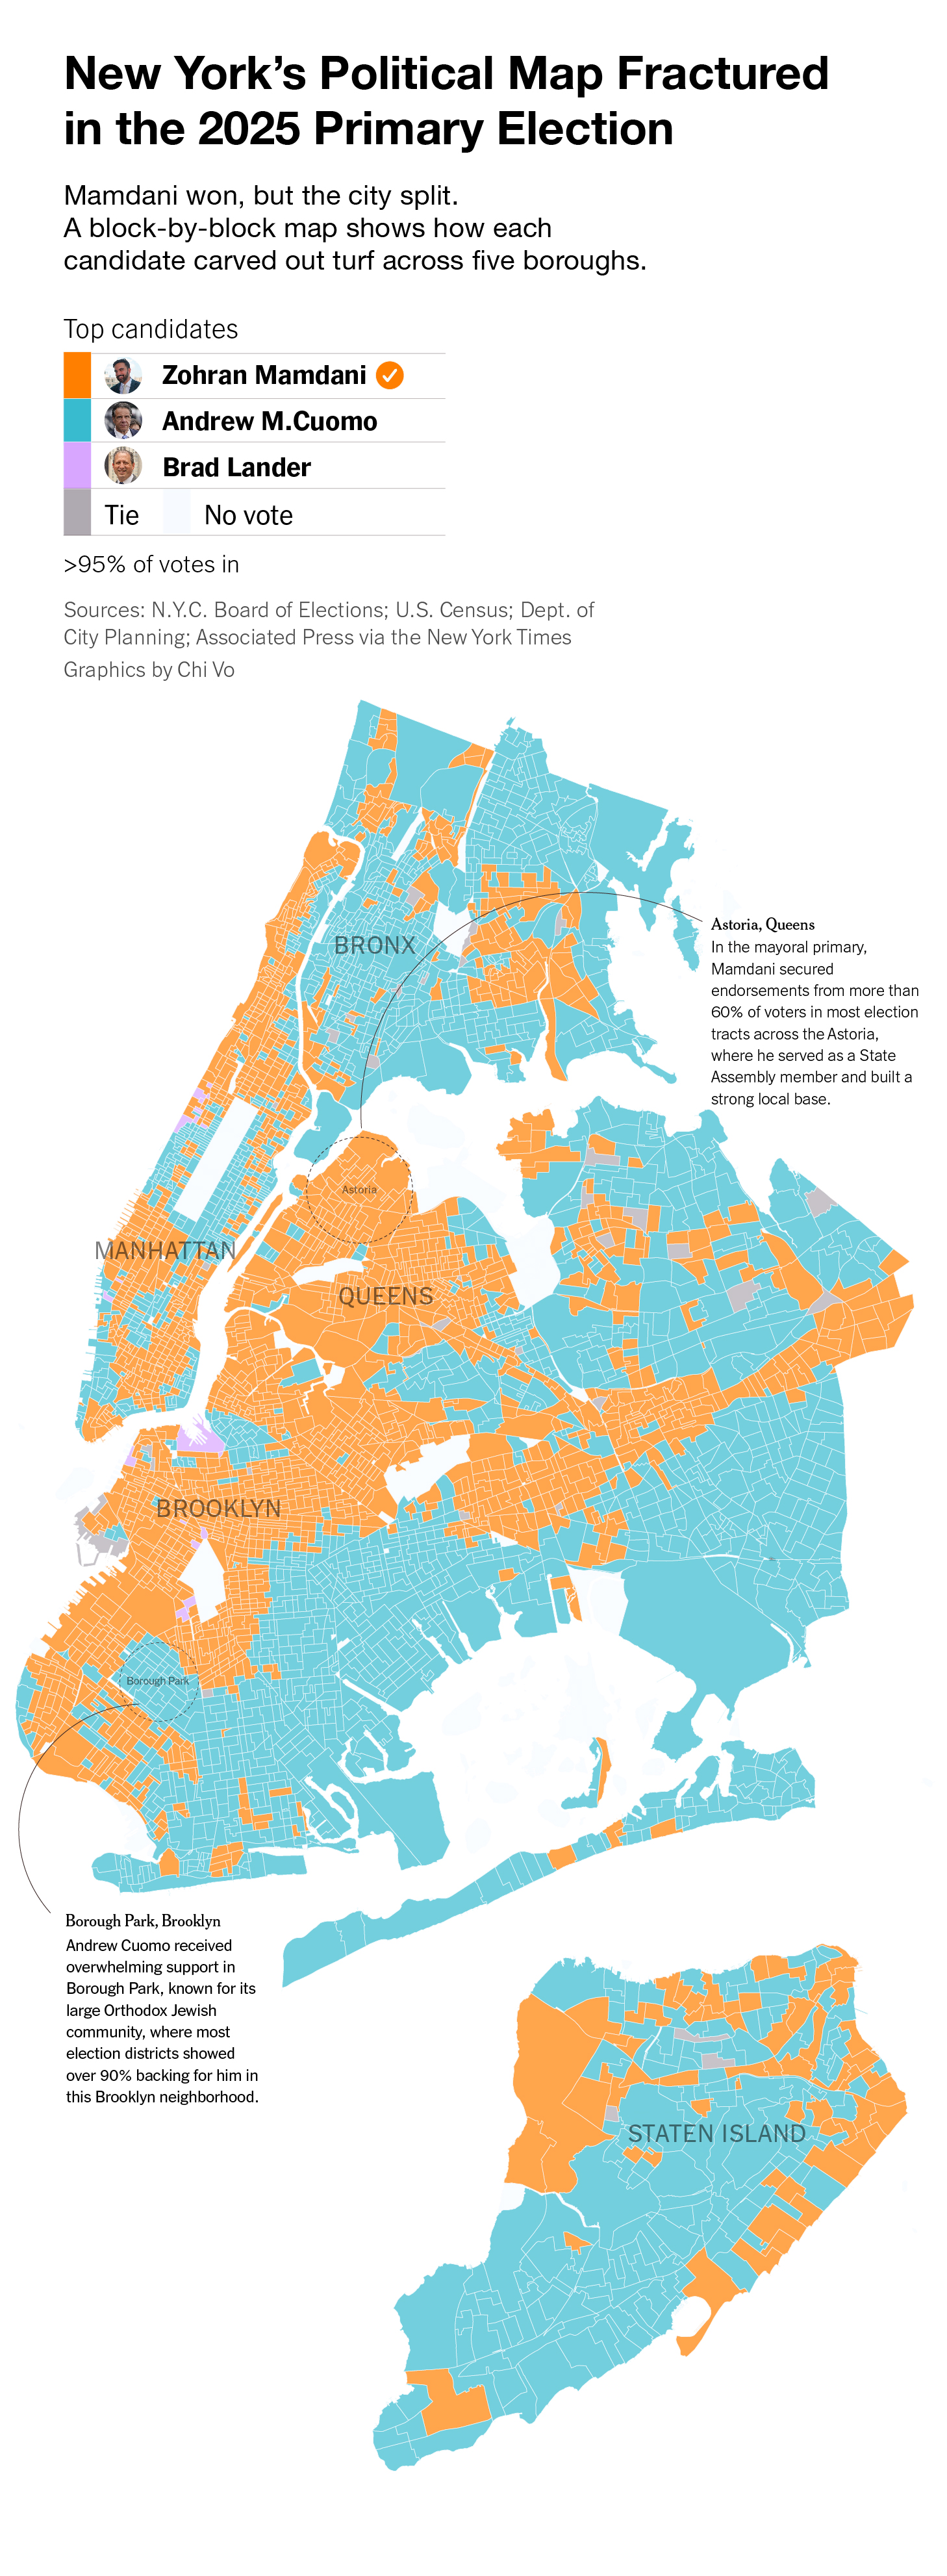 New York’s Political Map Fractured
in the 2025 Primary Election
Mamdani won, but the city split.
A block-by-block map shows how each
candidate carved out turf across five boroughs.
Top candidates
Zohran Mamdani
Andrew M.Cuomo
Brad Lander
Tie No vote
>95% of votes in
Sources: N.Y.C. Board of Elections; U.S. Census; Dept. of
City Planning; Associated Press via the New York Times
Graphics by Chi Vo
BRONX
Astoria, Queens
In the mayoral primary,
Mamdani secured
endorsements from more than
60% of voters in most election
tracts across the Astoria,
where he served as a State
Assembly member and built a
strong local base.
Astoria
MANHATTAN
QUEENS
BROOKLYN
Borough Park
Borough Park, Brooklyn
Andrew Cuomo received
overwhelming support in
Borough Park, known for its
large Orthodox Jewish
community, where most
election districts showed
over 90% backing for him in
this Brooklyn neighborhood.
STATEN ISLAND